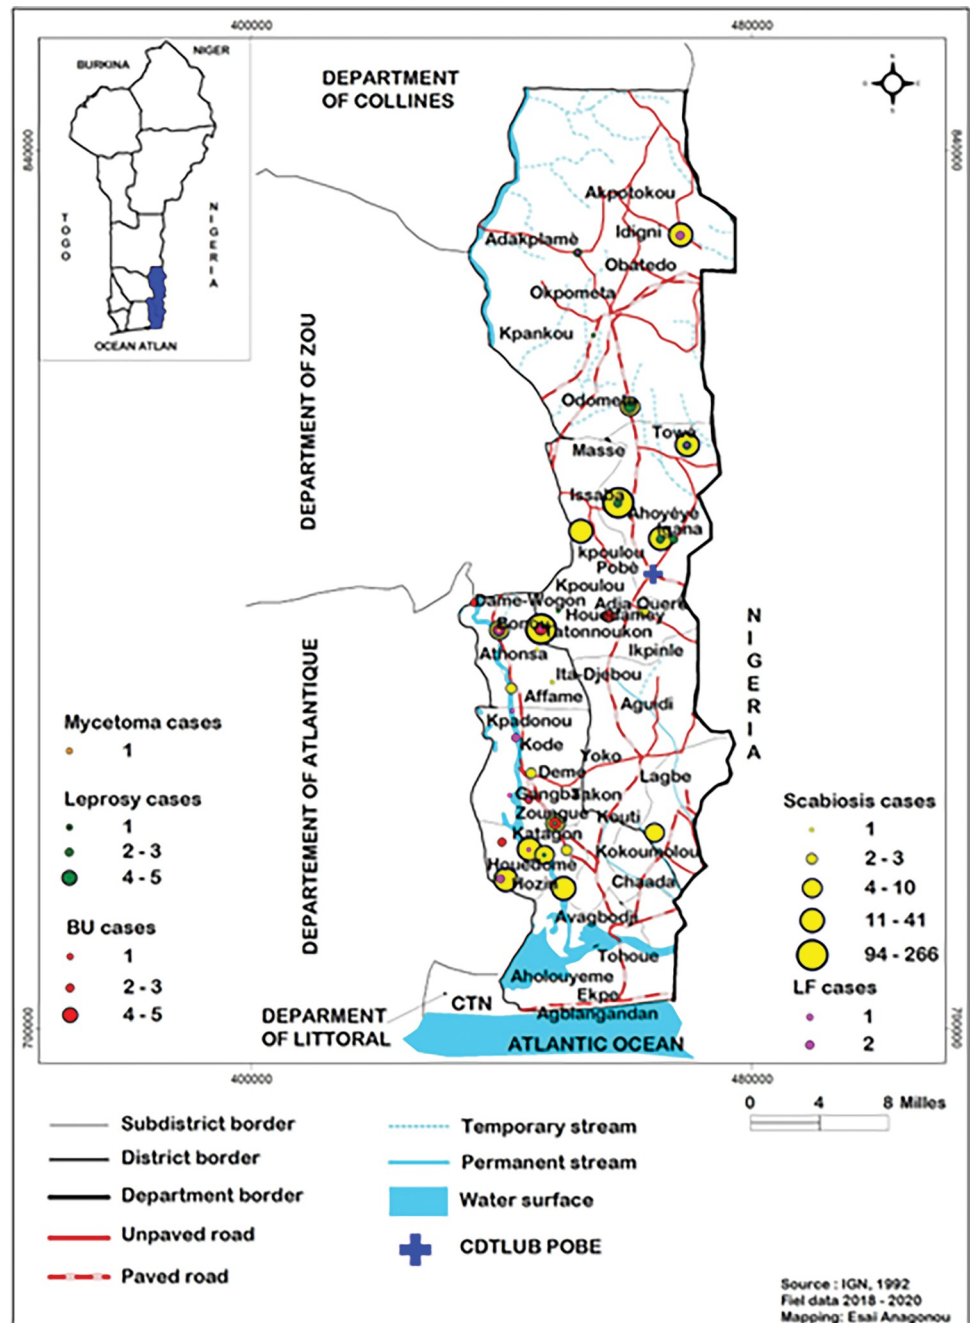 400000
480000
NIGER
BURKINA
DEPARTMENT
OF COLLINES
840000
840000
TOGO
NIGERIA
OCEAN ATLAN
Akpotokou
Idigni
Adakplamè
Obatedo
Okpometa
Kpankou
DEPARTMENT OF ZOU
Odometa
Towé
Masse
Issaba
Ahoyéyé
Igana
kpoulou
Pobè
Kpoulou
Dame-Wogon
Adja Ouere
Houedamey
Bonou
Tatonnoukon
Athonsa
Ikpinle
Ita-Djebou
Affame
Aguidi
Kpadonou
Kode
Yoko
Deme
Lagbe
Gangba
Takon
Zoungue
Kouti
Katagon
Kokoumolou
Houedome
Hozin
Chaada
Avagbodji
Tohoue
Aholouyeme
Ekpe
Agblangandan
NIGERIA
DEPARTEMENT OF ATLANTIQUE
Mycetoma cases
1
Leprosy cases
1
2 - 3
4 - 5
BU cases
1
2 - 3
4 - 5
Scabiosis cases
1
2 - 3
4 - 10
11 - 41
94 - 266
LF cases
1
2
CTN
DEPARMENT
OF LITTORAL
ATLANTIC OCEAN
700000
700000
400000
480000
0 4 8 Milles
Subdistrict border
District border
Department border
Unpaved road
Paved road
Temporary stream
Permanent stream
Water surface
CDTLUB POBE
Source : IGN, 1992
Fiel data 2018 - 2020
Mapping: Esai Anagonou